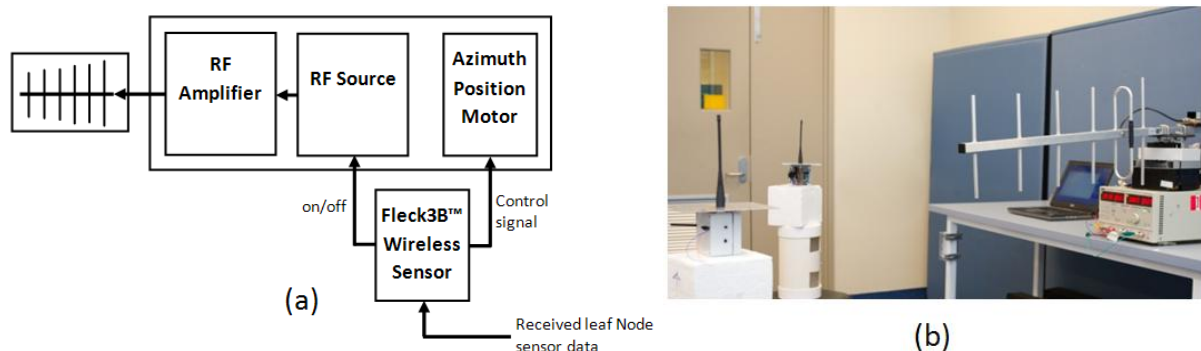 RF
Amplifier
RF Source
Azimuth
Position
Motor
on/off
Control
signal
Fleck3B™
Wireless
Sensor
Received leaf Node
sensor data
(a)
(b)